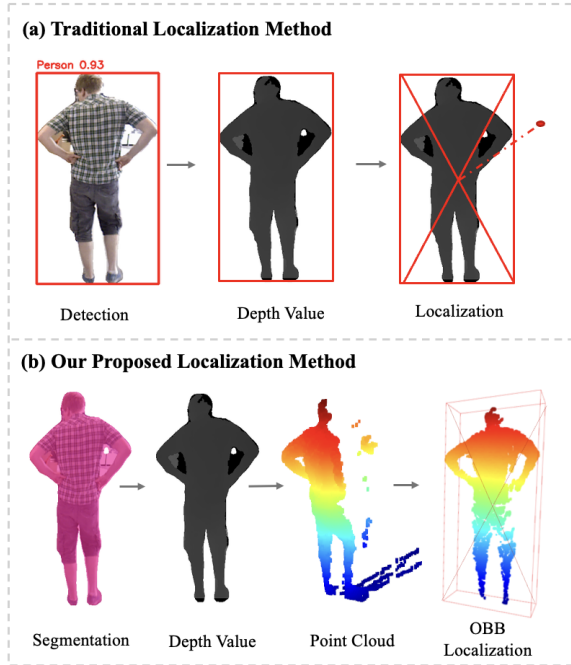 (a) Traditional Localization Method
Person 0.93
Detection
Depth Value
Localization
(b) Our Proposed Localization Method
Segmentation
Depth Value
Point Cloud
OBB
Localization